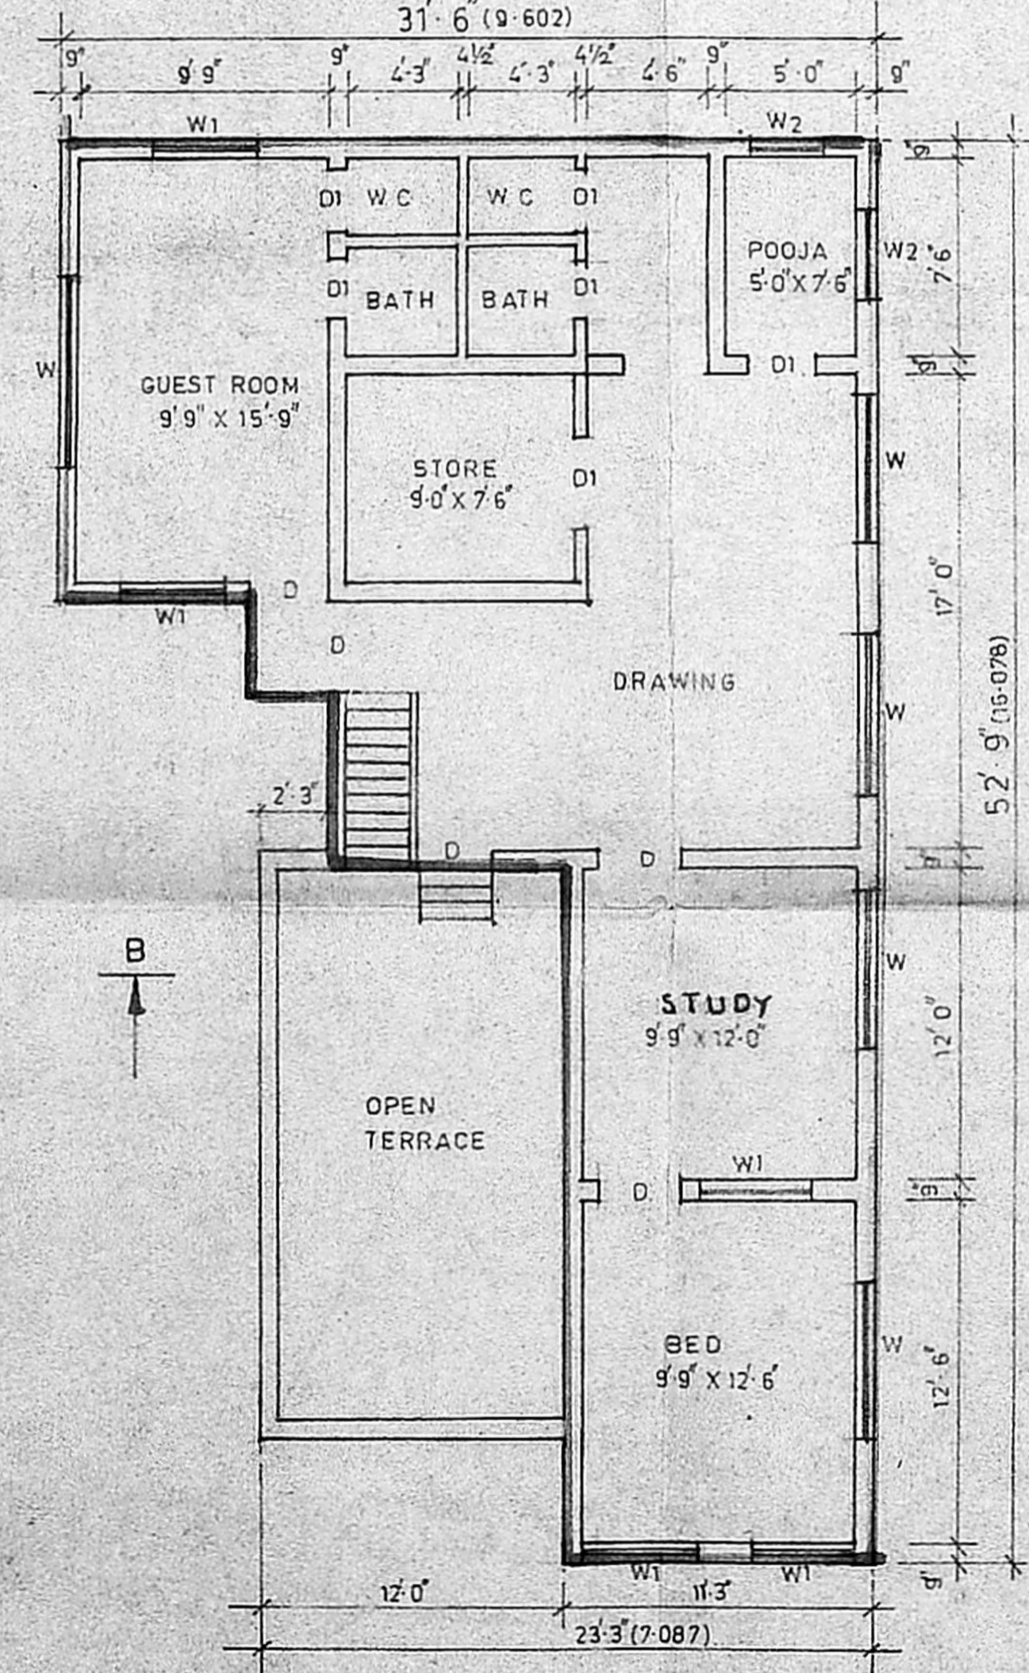 31'·6" (9·602)
9" 9'9" 9" 4'·3" 4½" 4'·3" 4½" 4'·6" 9" 5'·0" 9"
W1 W2
9"
D1 W C W C D1
POOJA
5'·0" X 7'·6"
W2
7'·6"
D1 BATH BATH D1
W
D1
9"
GUEST ROOM
9'9" X 15'·9"
W
STORE
9'·0" X 7'·6"
D1
D
W1
17' 0"
D
DRAWING
W
52'· 9" (16·078)
2'·3"
D
D
9"
B
W
STUDY
9'·9" X 12'·0"
12' 0"
OPEN
TERRACE
W1
D
9"
BED
9'·9" X 12'·6"
W
12'·6"
W1 W1
9"
12'·0" 11'·3"
23'·3" (7·087)